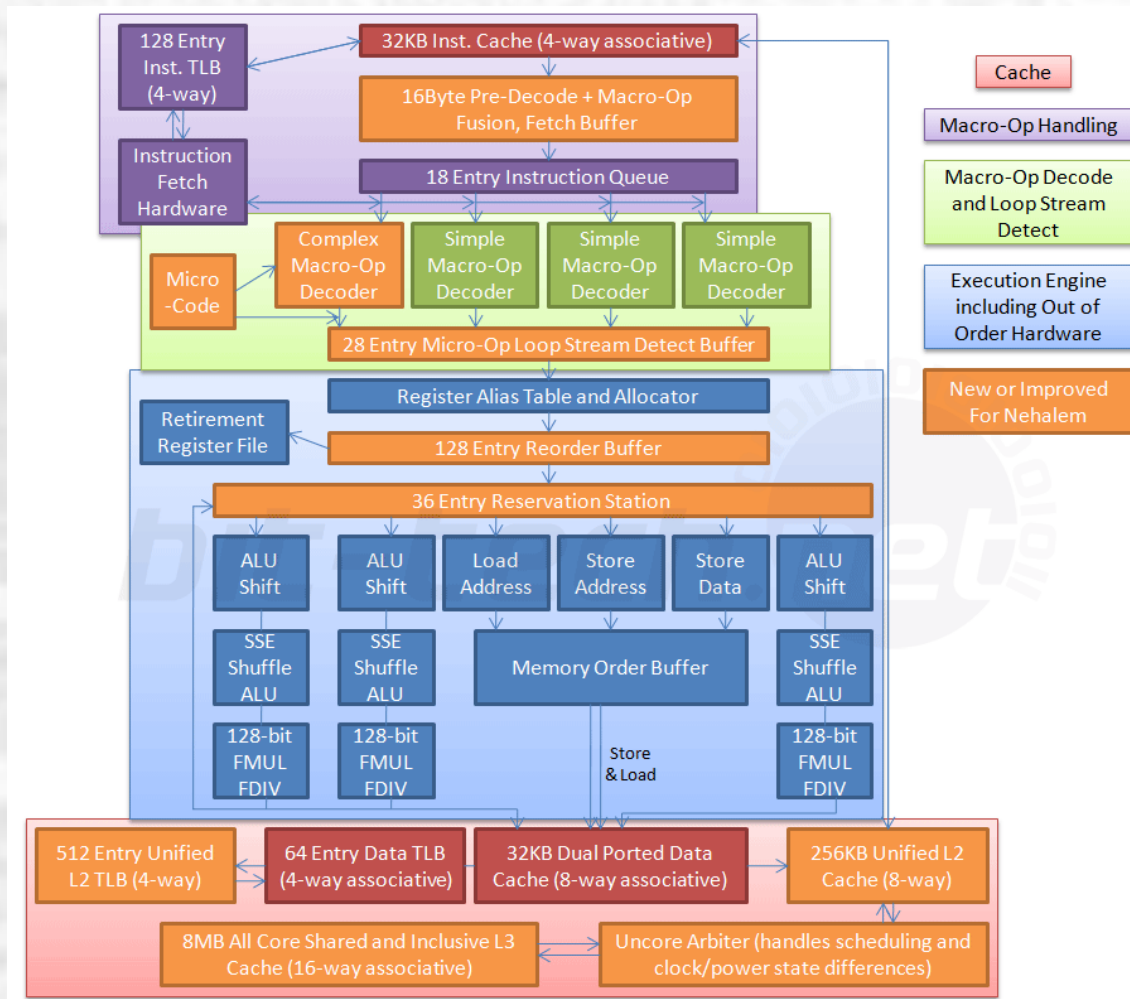 128 Entry
Inst. TLB
(4-way)
32KB Inst. Cache (4-way associative)
16Byte Pre-Decode + Macro-Op
Fusion, Fetch Buffer
Instruction
Fetch
Hardware
18 Entry Instruction Queue
Cache
Macro-Op Handling
Macro-Op Decode
and Loop Stream
Detect
Execution Engine
including Out of
Order Hardware
New or Improved
For Nehalem
Micro
-Code
Complex
Macro-Op
Decoder
Simple
Macro-Op
Decoder
Simple
Macro-Op
Decoder
Simple
Macro-Op
Decoder
28 Entry Micro-Op Loop Stream Detect Buffer
Register Alias Table and Allocator
Retirement
Register File
128 Entry Reorder Buffer
36 Entry Reservation Station
ALU
Shift
ALU
Shift
Load
Address
Store
Address
Store
Data
ALU
Shift
bit-tech.net
SSE
Shuffle
ALU
SSE
Shuffle
ALU
Memory Order Buffer
SSE
Shuffle
ALU
128-bit
FMUL
FDIV
128-bit
FMUL
FDIV
Store
& Load
128-bit
FMUL
FDIV
512 Entry Unified
L2 TLB (4-way)
64 Entry Data TLB
(4-way associative)
32KB Dual Ported Data
Cache (8-way associative)
256KB Unified L2
Cache (8-way)
8MB All Core Shared and Inclusive L3
Cache (16-way associative)
Uncore Arbiter (handles scheduling and
clock/power state differences)